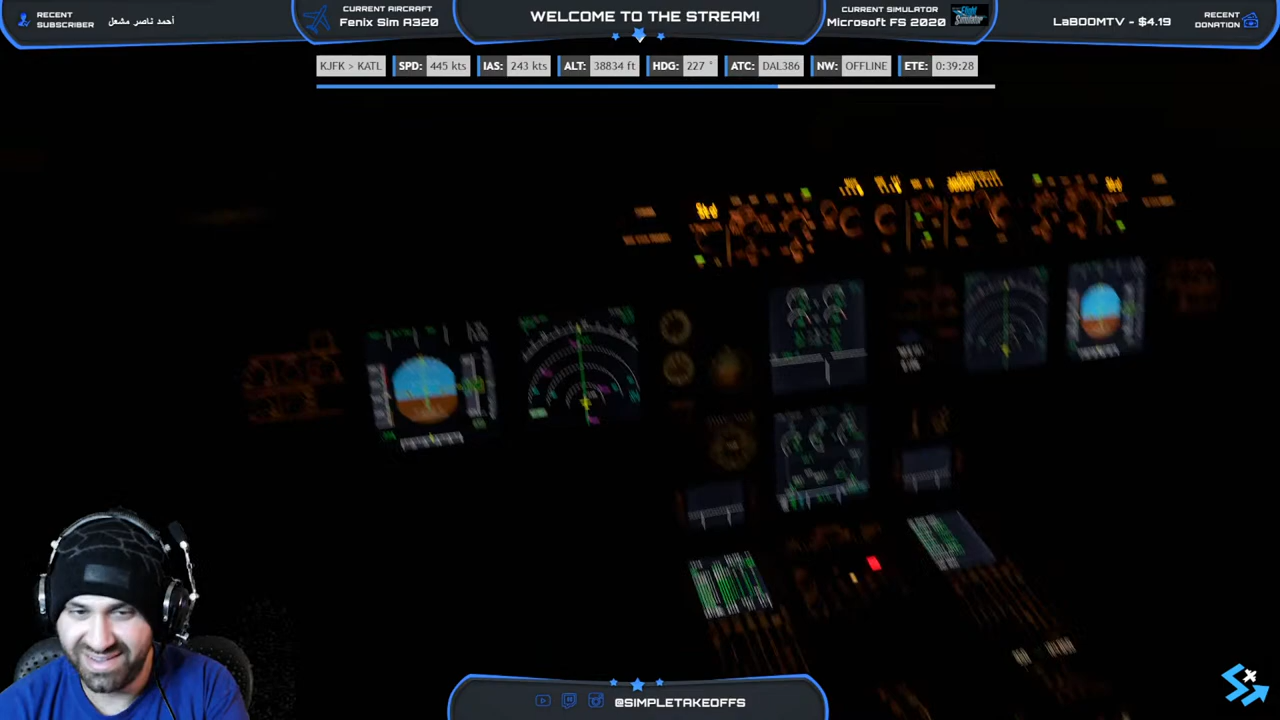 RECENT
SUBSCRIBER
أحمد ناصر مشعل
CURRENT AIRCRAFT
Fenix Sim A320
WELCOME TO THE STREAM!
CURRENT SIMULATOR
Microsoft FS 2020
LaBOOMTV - $4.19
RECENT
DONATION
KJFK > KATL SPD: 445 kts IAS: 243 kts ALT: 38834 ft HDG: 227 ° ATC: DAL386 NW: OFFLINE ETE: 0:39:28
Std
Std
@SIMPLETAKEOFFS